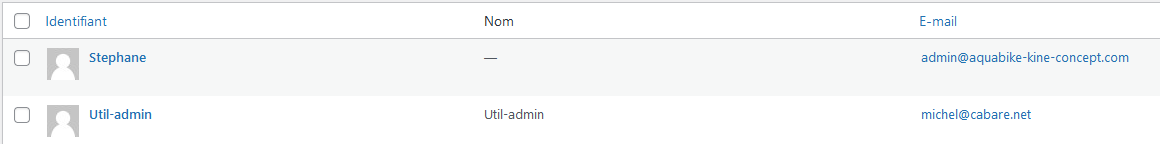 Identifiant Nom E-mail
Stephane — admin@aquabike-kine-concept.com
Util-admin Util-admin michel@cabare.net